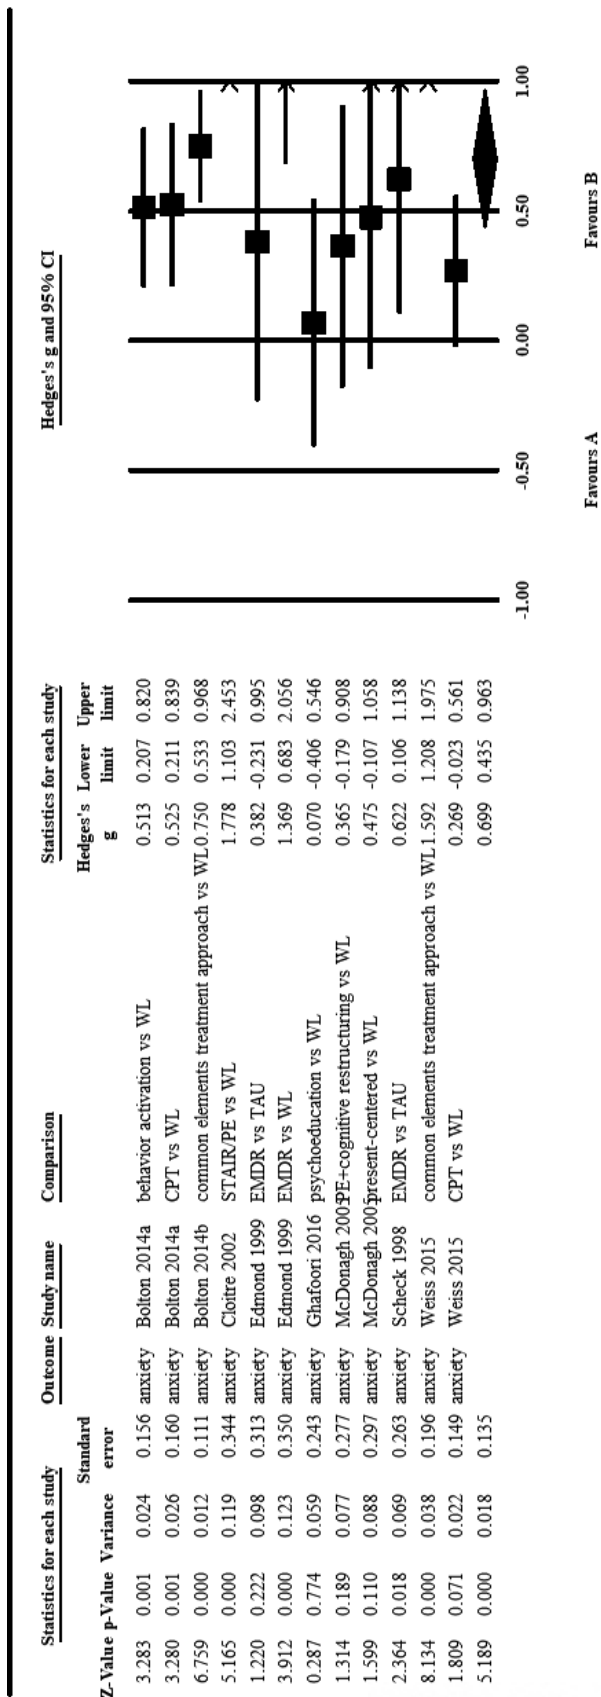 Statistics for each study Statistics for each study Hedges's g and 95% CI
Z-Value p-Value Variance Standard error Outcome Study name Comparison Hedges's g Lower limit Upper limit
3.283 0.001 0.024 0.156 anxiety Bolton 2014a behavior activation vs WL 0.513 0.207 0.820
3.280 0.001 0.026 0.160 anxiety Bolton 2014a CPT vs WL 0.525 0.211 0.839
6.759 0.000 0.012 0.111 anxiety Bolton 2014b common elements treatment approach vs WL 0.750 0.533 0.968
5.165 0.000 0.119 0.344 anxiety Cloitre 2002 STAIR/PE vs WL 1.778 1.103 2.453
1.220 0.222 0.098 0.313 anxiety Edmond 1999 EMDR vs TAU 0.382 -0.231 0.995
3.912 0.000 0.123 0.350 anxiety Edmond 1999 EMDR vs WL 1.369 0.683 2.056
0.287 0.774 0.059 0.243 anxiety Ghafoori 2016 psychoeducation vs WL 0.070 -0.406 0.546
1.314 0.189 0.077 0.277 anxiety McDonagh 2005 PE+cognitive restructuring vs WL 0.365 -0.179 0.908
1.599 0.110 0.088 0.297 anxiety McDonagh 2005 present-centered vs WL 0.475 -0.107 1.058
2.364 0.018 0.069 0.263 anxiety Scheck 1998 EMDR vs TAU 0.622 0.106 1.138
8.134 0.000 0.038 0.196 anxiety Weiss 2015 common elements treatment approach vs WL 1.592 1.208 1.975
1.809 0.071 0.022 0.149 anxiety Weiss 2015 CPT vs WL 0.269 -0.023 0.561
5.189 0.000 0.018 0.135 0.699 0.435 0.963
-1.00 -0.50 0.00 0.50 1.00
Favours A Favours B